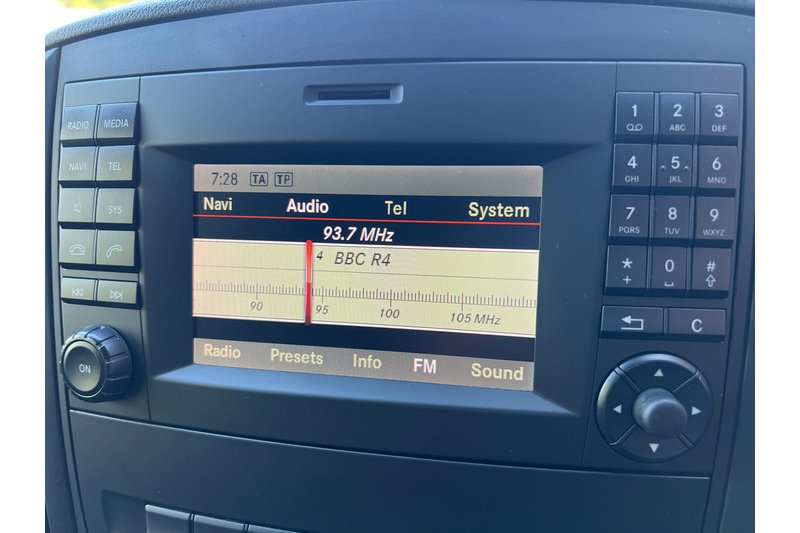 RADIO MEDIA
NAVI TEL
SYS
ON
7:28 TA TP
Navi Audio Tel System
93.7 MHz
4 BBC R4
90 95 100 105 MHz
Radio Presets Info FM Sound
1 2 ABC 3 DEF
4 GHI 5 JKL 6 MNO
7 PQRS 8 TUV 9 WXYZ
* + 0 #
C